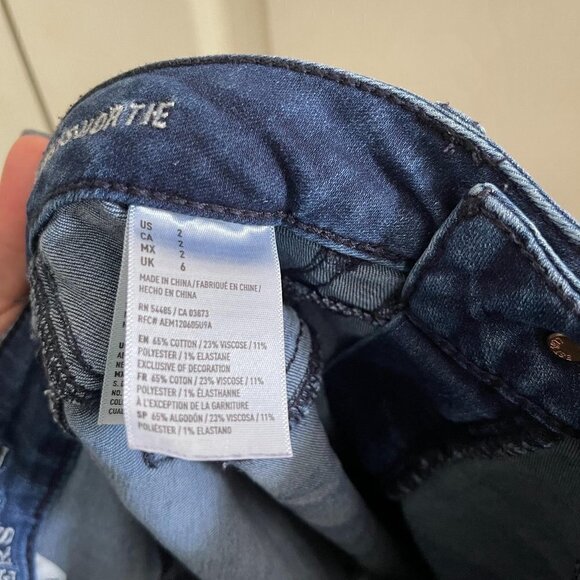 SHORTIE
US 2
CA 2
MX 2
UK 6
MADE IN CHINA / FABRIQUÉ EN CHINE /
HECHO EN CHINA
RN 54485 / CA 03873
RFC# AEM120605U9A
EN 65% COTTON / 23% VISCOSE / 11%
POLYESTER / 1% ELASTANE
EXCLUSIVE OF DECORATION
FR 65% COTON / 23% VISCOSE / 11%
POLYESTER / 1% ÉLASTHANNE
À L'EXCEPTION DE LA GARNITURE
SP 65% ALGODÓN / 23% VISCOSA / 11%
POLIÉSTER / 1% ELASTANO